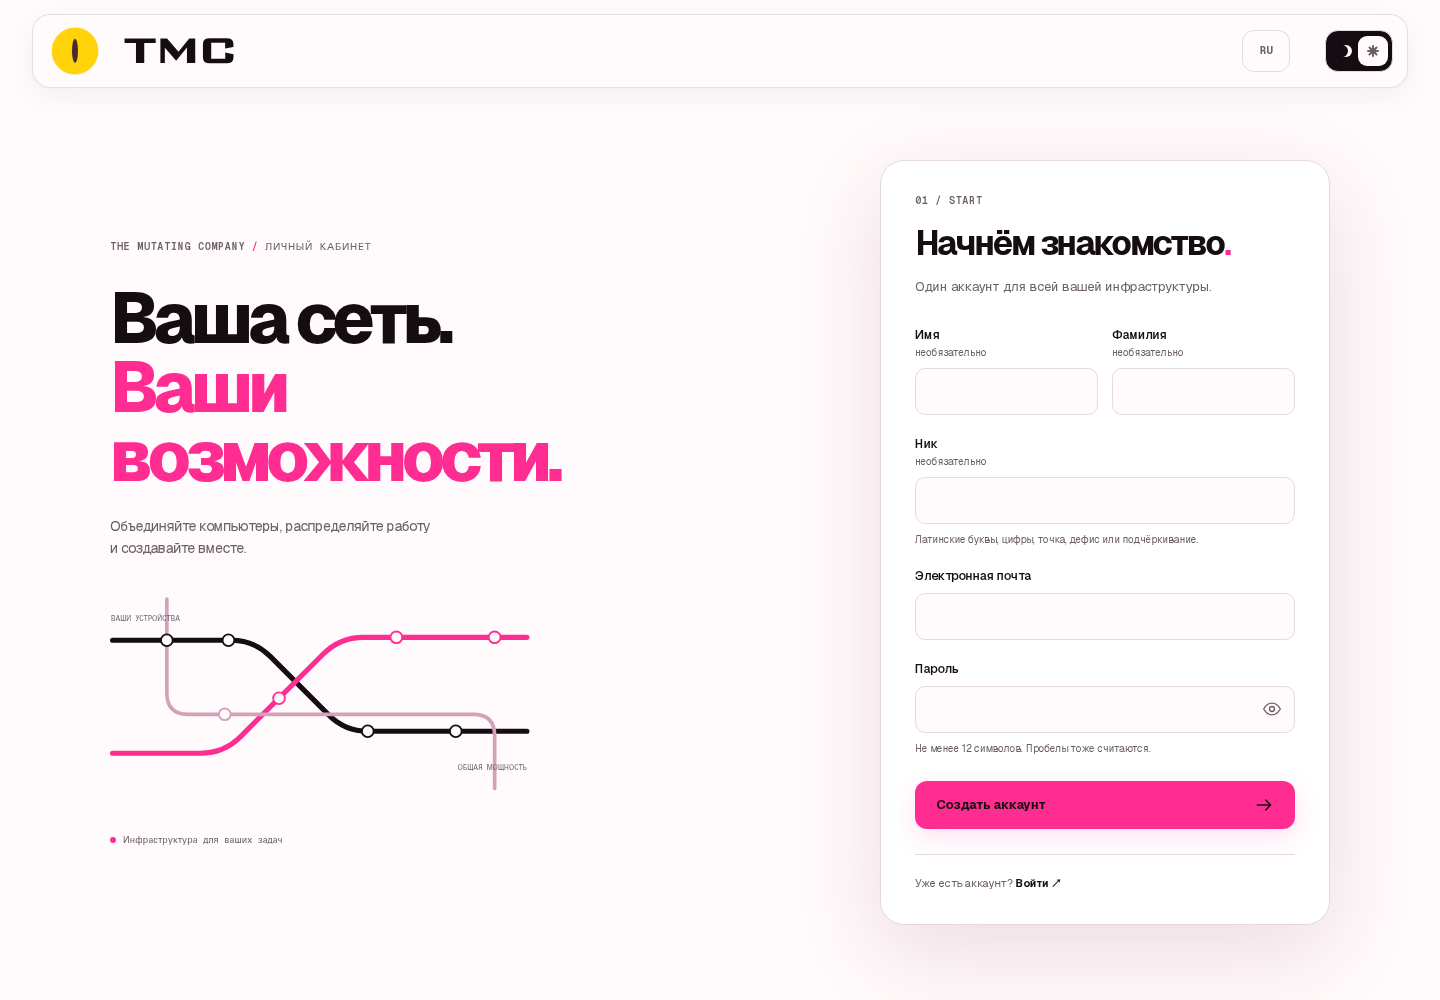 TMC
RU
THE MUTATING COMPANY / ЛИЧНЫЙ КАБИНЕТ
Ваша сеть.
Ваши
возможности.
Объединяйте компьютеры, распределяйте работу
и создавайте вместе.
ВАШИ УСТРОЙСТВА
ОБЩАЯ МОЩНОСТЬ
Инфраструктура для ваших задач
01 / START
Начнём знакомство.
Один аккаунт для всей вашей инфраструктуры.
Имя
необязательно
Фамилия
необязательно
Ник
необязательно
Латинские буквы, цифры, точка, дефис или подчёркивание.
Электронная почта
Пароль
Не менее 12 символов. Пробелы тоже считаются.
Создать аккаунт →
Уже есть аккаунт? Войти ↗